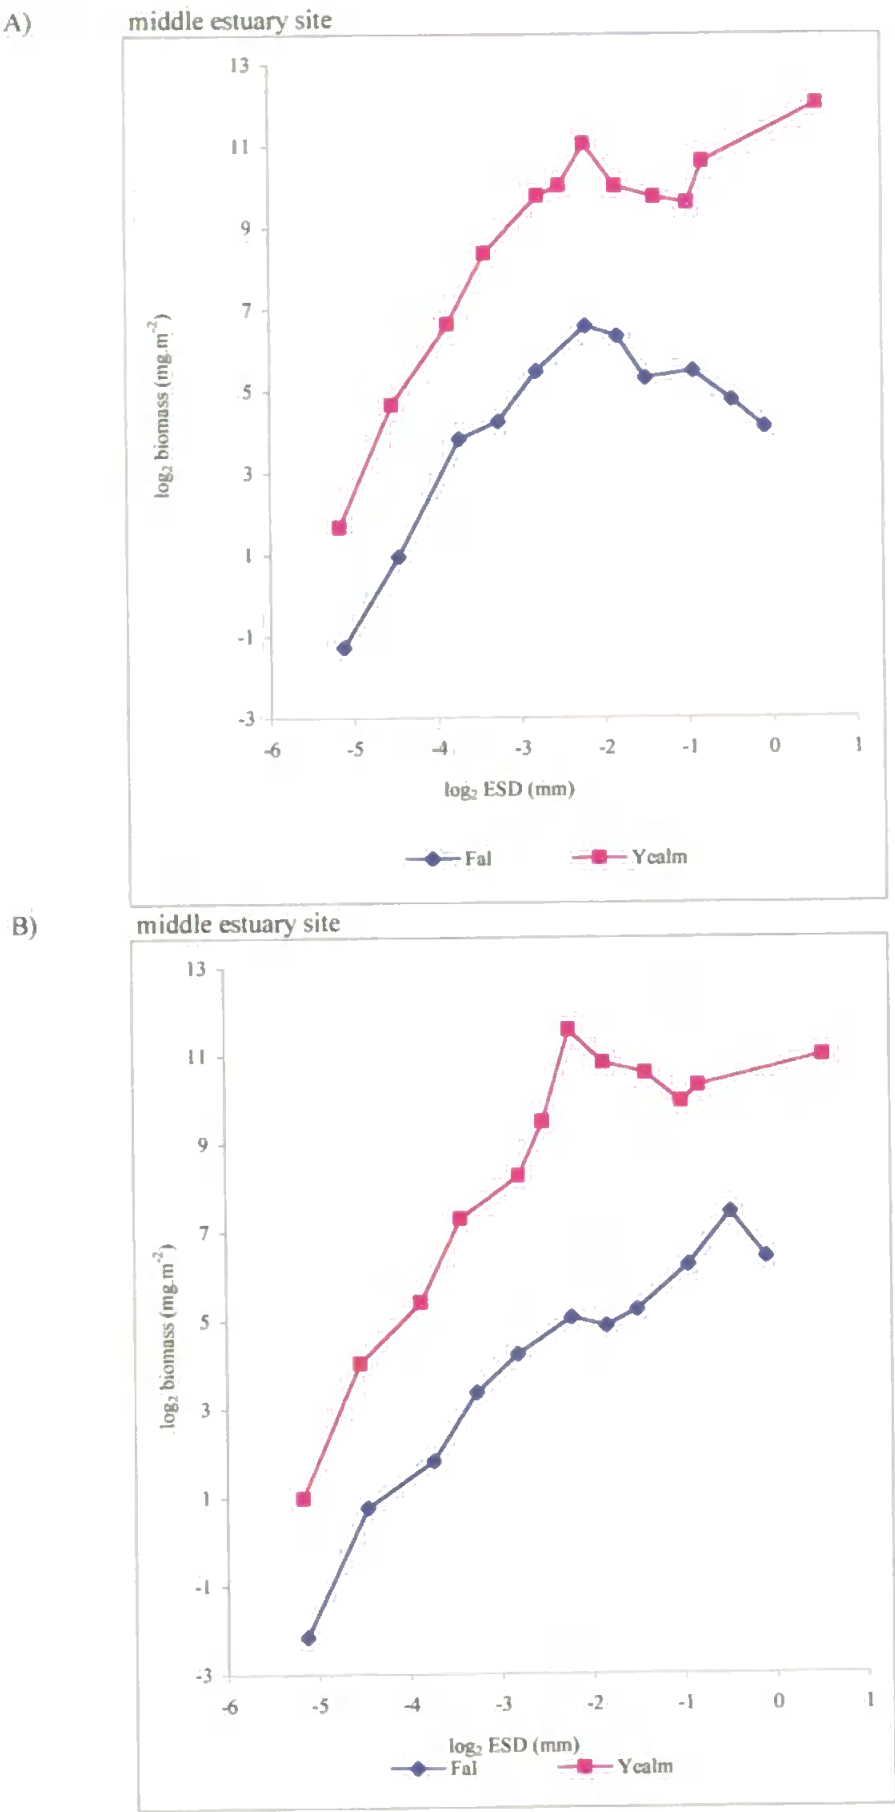 A)
middle estuary site
13
11
9
7
5
3
1
-1
-3
log₂ biomass (mg.m⁻²)
-6 -5 -4 -3 -2 -1 0 1
log₂ ESD (mm)
Fal Yealm
B)
middle estuary site
13
11
9
7
5
3
1
-1
-3
log₂ biomass (mg.m⁻²)
-6 -5 -4 -3 -2 -1 0 1
log₂ ESD (mm)
Fal Yealm